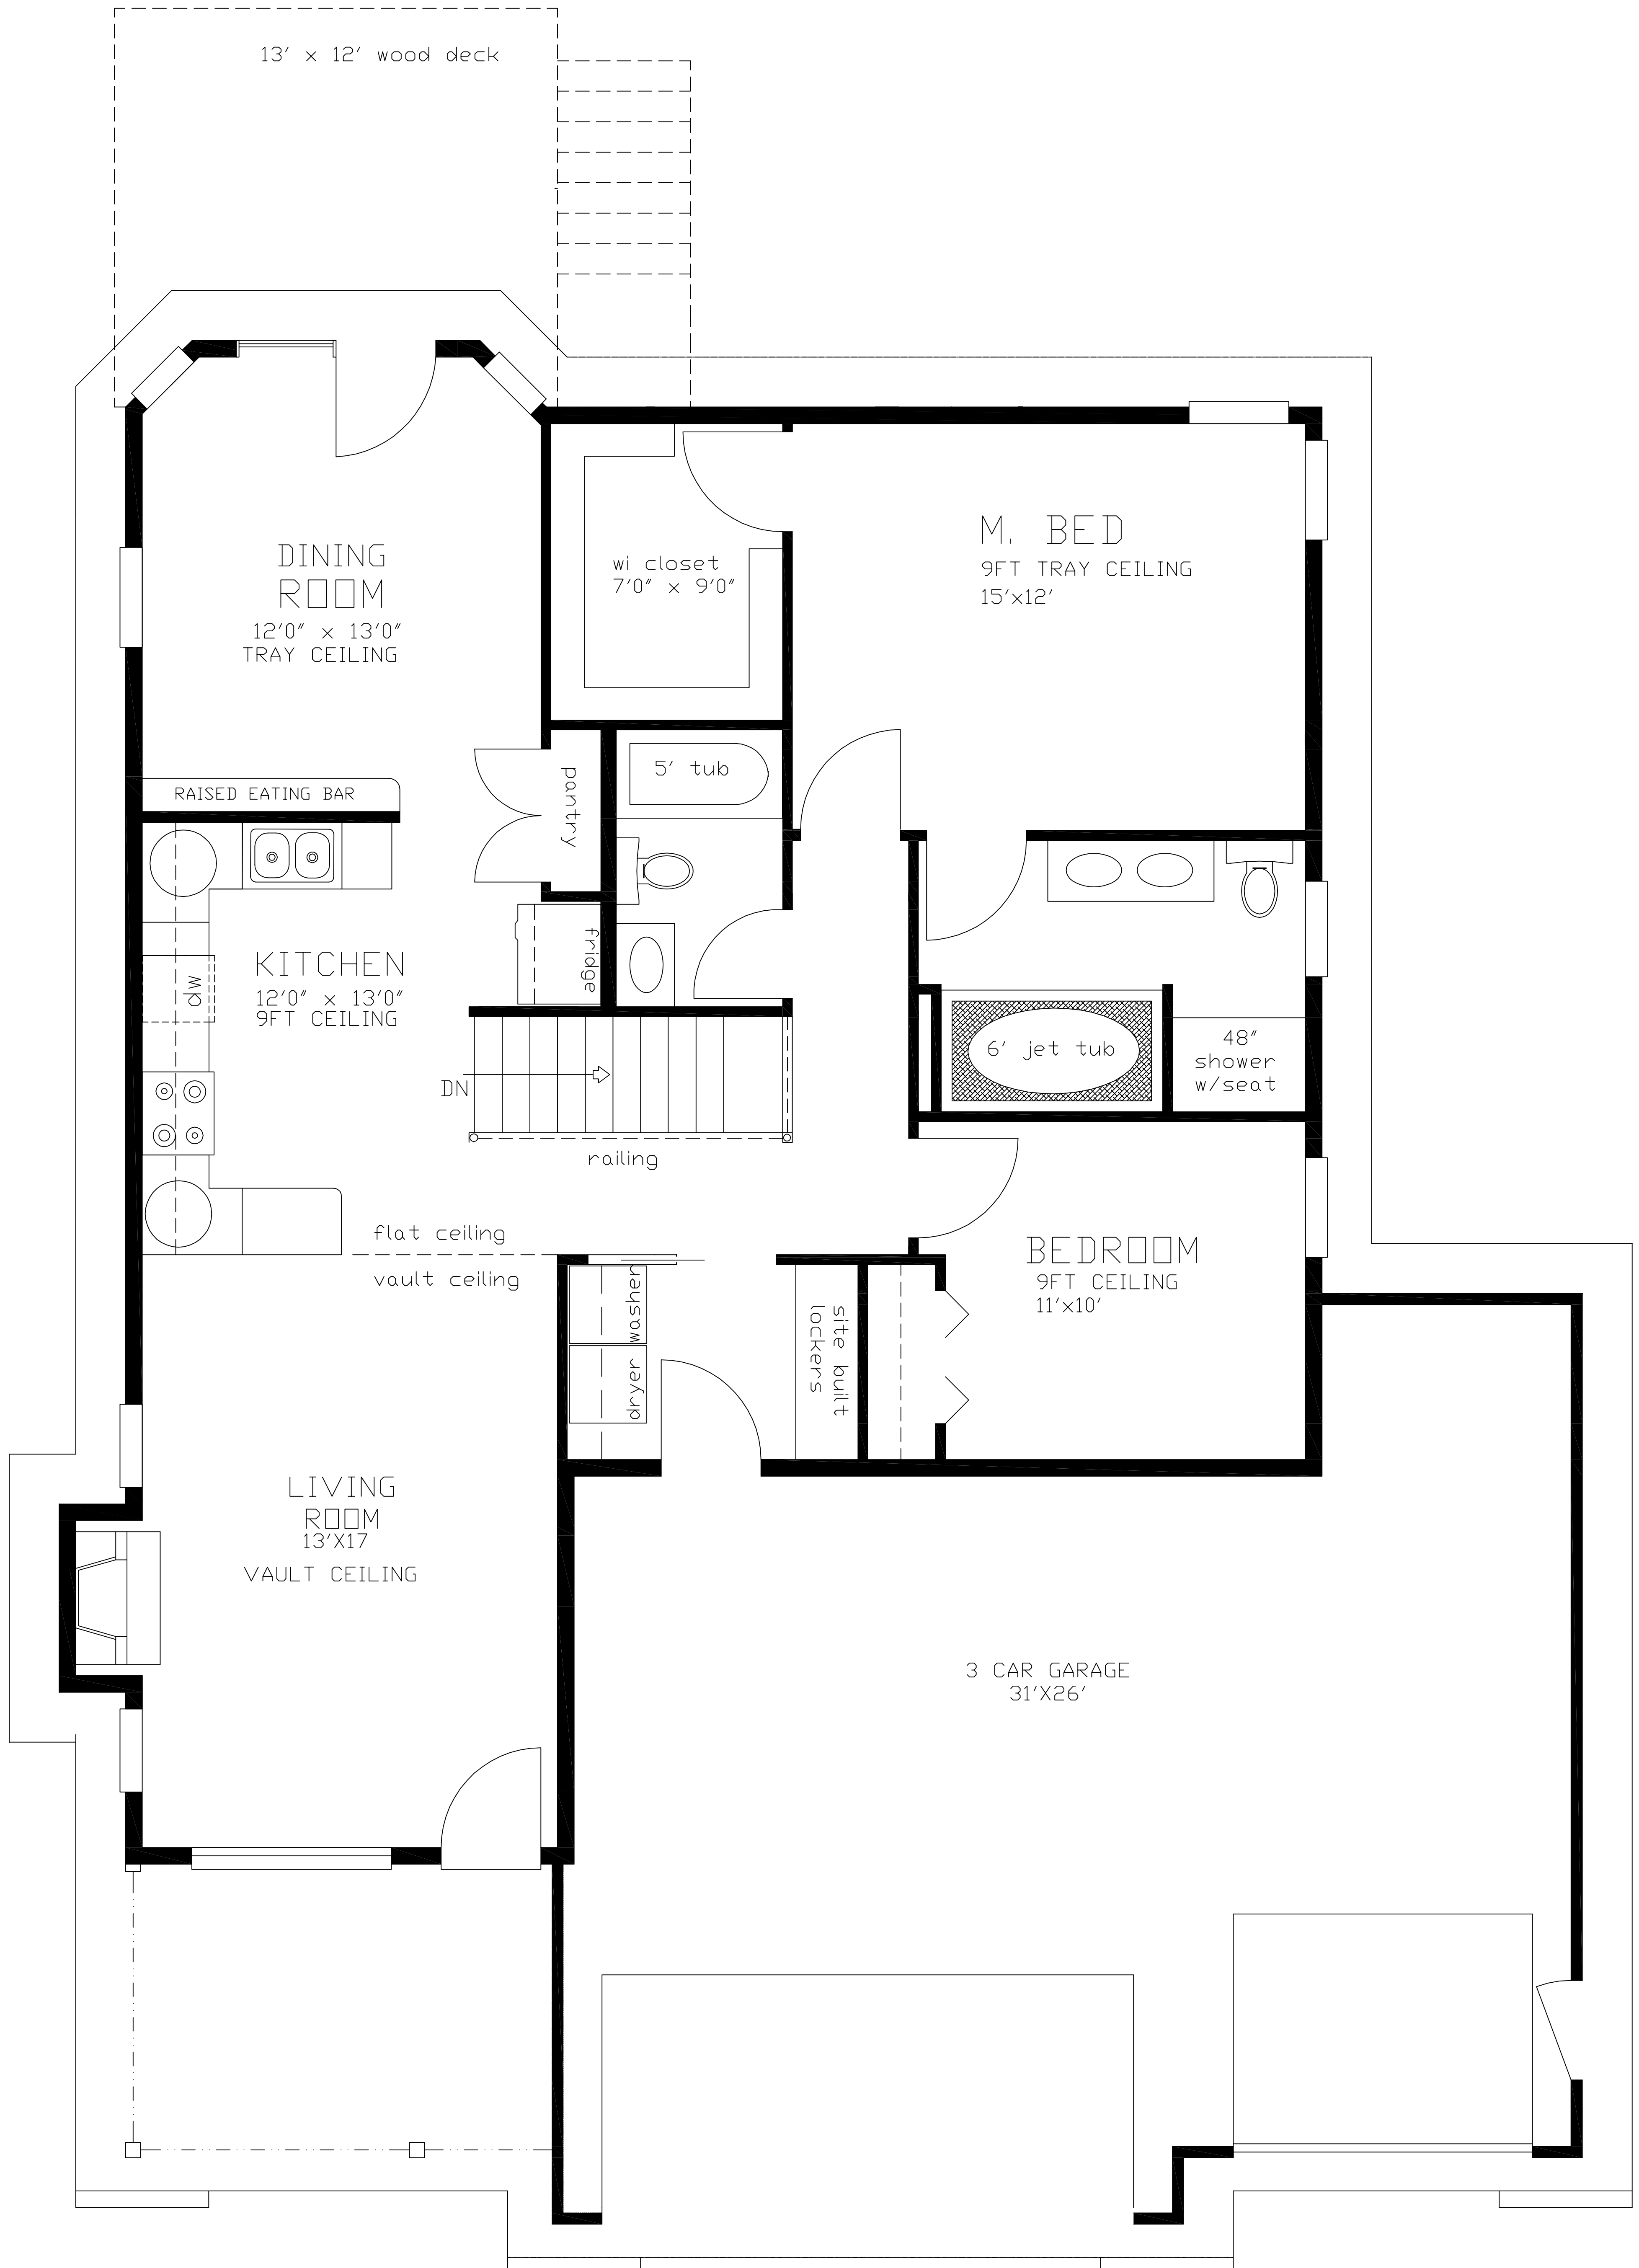 13' x 12' wood deck
DINING
ROOM
12'0" x 13'0"
TRAY CEILING
wi closet
7'0" x 9'0"
M. BED
9FT TRAY CEILING
15'x12'
RAISED EATING BAR
pantry
5' tub
KITCHEN
12'0" x 13'0"
9FT CEILING
dw
fridge
6' jet tub
48"
shower
w/seat
DN
railing
flat ceiling
vault ceiling
washer
dryer
site built
lockers
BEDROOM
9FT CEILING
11'x10'
LIVING
ROOM
13'X17
VAULT CEILING
3 CAR GARAGE
31'X26'